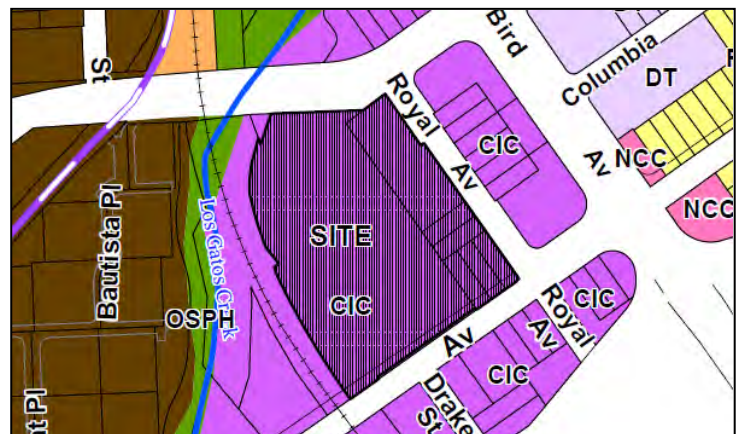 St
Bird
Columbia
DT
Royal
Av
CIC
Av
NCC
NCC
SITE
CIC
Los Gatos Creek
Bautista Pl
OSPH
Av
CIC
Royal
Av
CIC
Drake
St
Pl